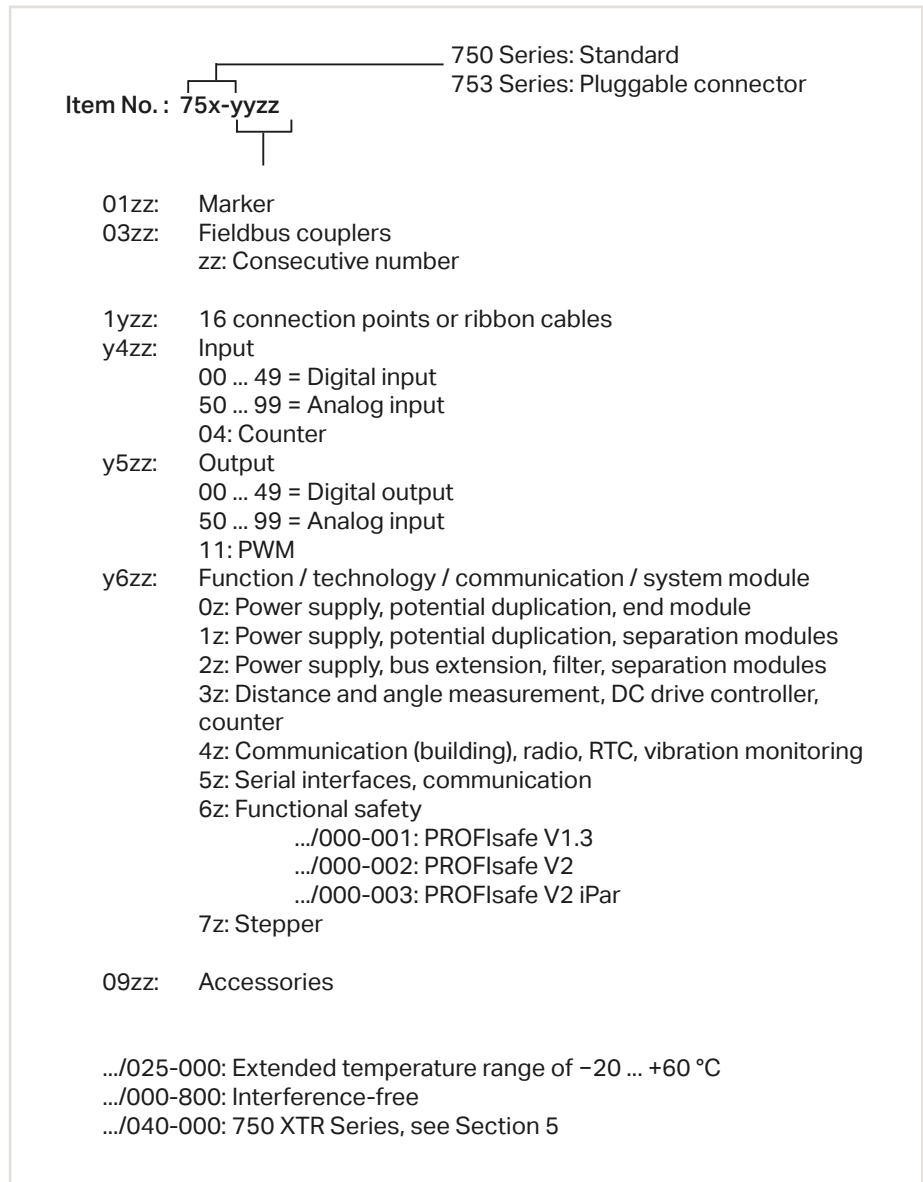 750 Series: Standard
753 Series: Pluggable connector
Item No. : 75x-yyzz
01zz: Marker
03zz: Fieldbus couplers
zz: Consecutive number
1yzz: 16 connection points or ribbon cables
y4zz: Input
00 ... 49 = Digital input
50 ... 99 = Analog input
04: Counter
y5zz: Output
00 ... 49 = Digital output
50 ... 99 = Analog input
11: PWM
y6zz: Function / technology / communication / system module
0z: Power supply, potential duplication, end module
1z: Power supply, potential duplication, separation modules
2z: Power supply, bus extension, filter, separation modules
3z: Distance and angle measurement, DC drive controller,
counter
4z: Communication (building), radio, RTC, vibration monitoring
5z: Serial interfaces, communication
6z: Functional safety
.../000-001: PROFIsafe V1.3
.../000-002: PROFIsafe V2
.../000-003: PROFIsafe V2 iPar
7z: Stepper
09zz: Accessories
.../025-000: Extended temperature range of −20 ... +60 °C
.../000-800: Interference-free
.../040-000: 750 XTR Series, see Section 5